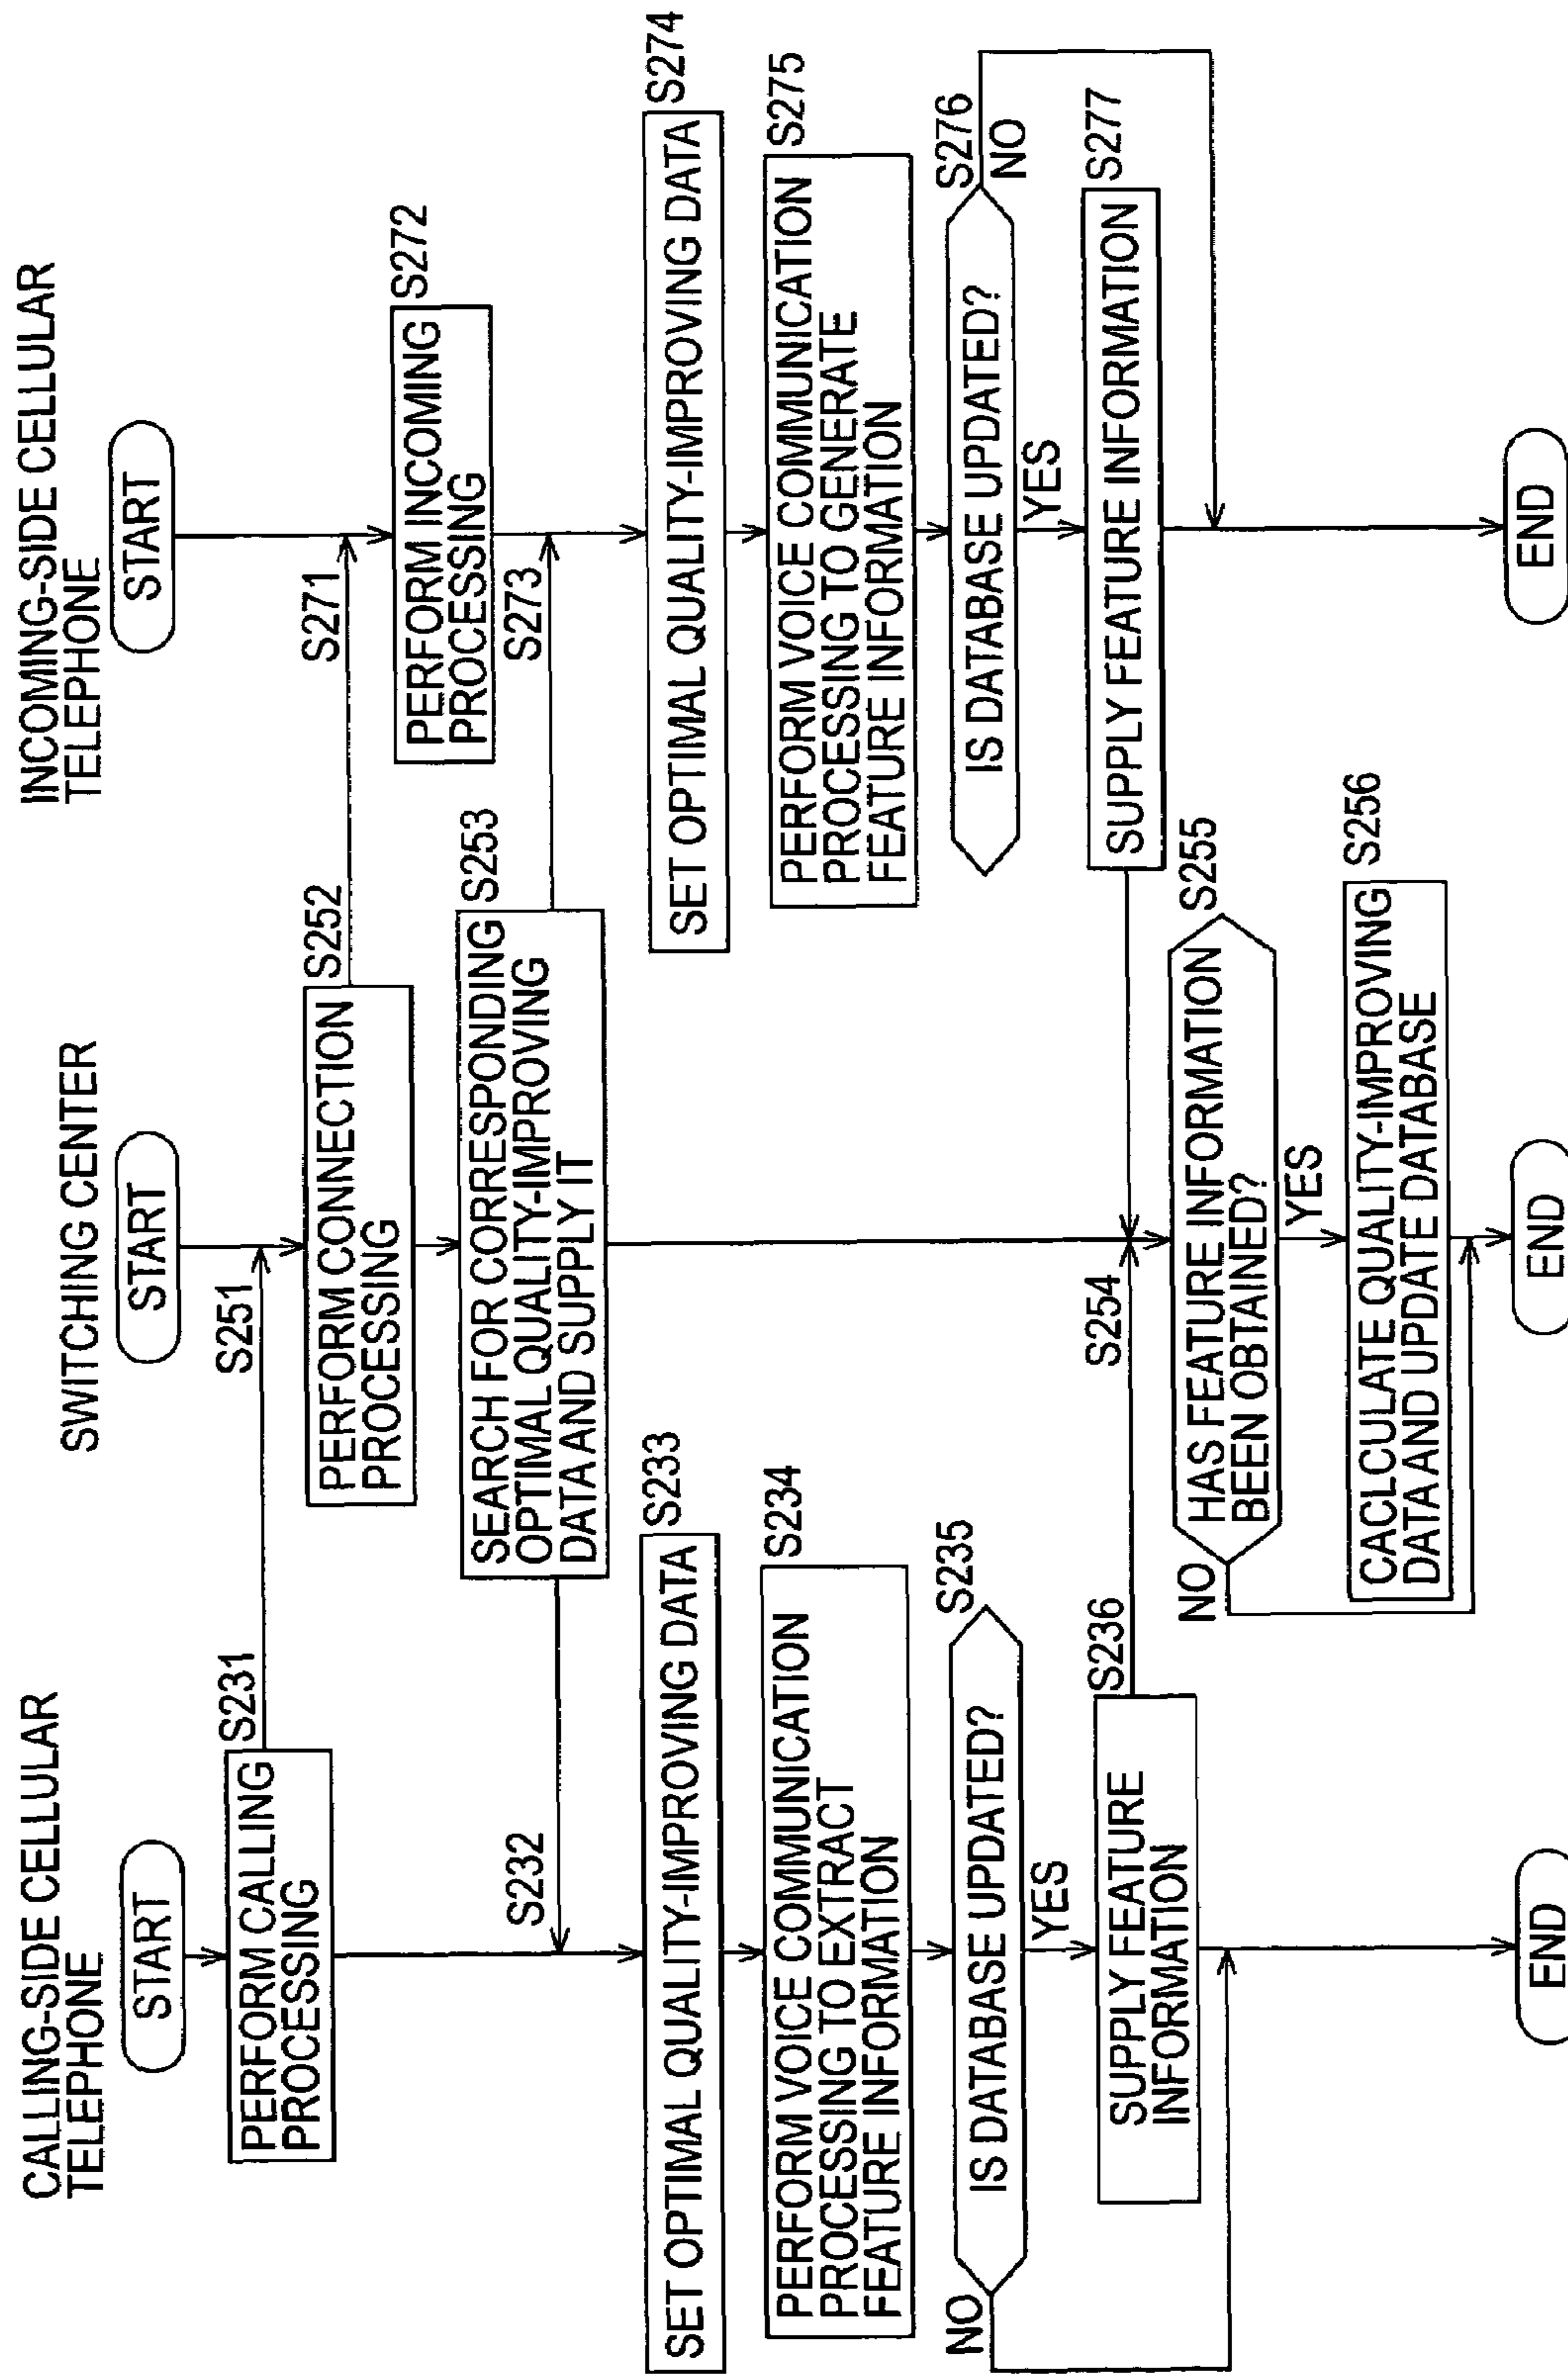 CALLING-SIDE CELLULAR
TELEPHONE
START
S231
PERFORM CALLING
PROCESSING
S232
S233
SET OPTIMAL QUALITY-IMPROVING DATA
S234
PERFORM VOICE COMMUNICATION
PROCESSING TO EXTRACT
FEATURE INFORMATION
S235
IS DATABASE UPDATED?
NO
YES
S236
SUPPLY FEATURE
INFORMATION
END
SWITCHING CENTER
START
S251
S252
PERFORM CONNECTION
PROCESSING
S253
SEARCH FOR CORRESPONDING
OPTIMAL QUALITY-IMPROVING
DATA AND SUPPLY IT
S254
S255
HAS FEATURE INFORMATION
BEEN OBTAINED?
NO
YES
S256
CACLCULATE QUALITY-IMPROVING
DATA AND UPDATE DATABASE
END
INCOMING-SIDE CELLULAR
TELEPHONE
START
S271
S272
PERFORM INCOMING
PROCESSING
S273
S274
SET OPTIMAL QUALITY-IMPROVING DATA
S275
PERFORM VOICE COMMUNICATION
PROCESSING TO GENERATE
FEATURE INFORMATION
S276
IS DATABASE UPDATED?
NO
YES
S277
SUPPLY FEATURE INFORMATION
END